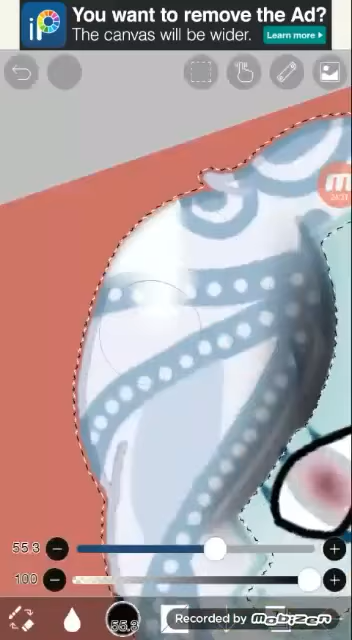 iP
You want to remove the Ad?
The canvas will be wider.
Learn more ▸
55.3 - +
100 - +
55.3
Recorded by mobizen